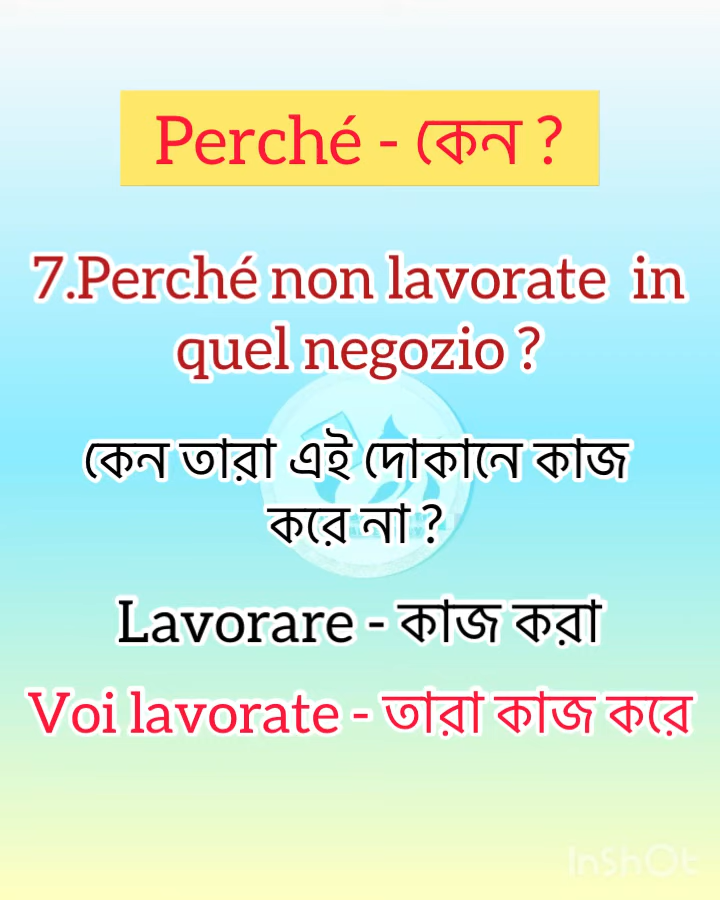 Perché - কেন ?
7.Perché non lavorate in
quel negozio ?
কেন তারা এই দোকানে কাজ
করে না ?
Lavorare - কাজ করা
Voi lavorate - তারা কাজ করে
InShOt